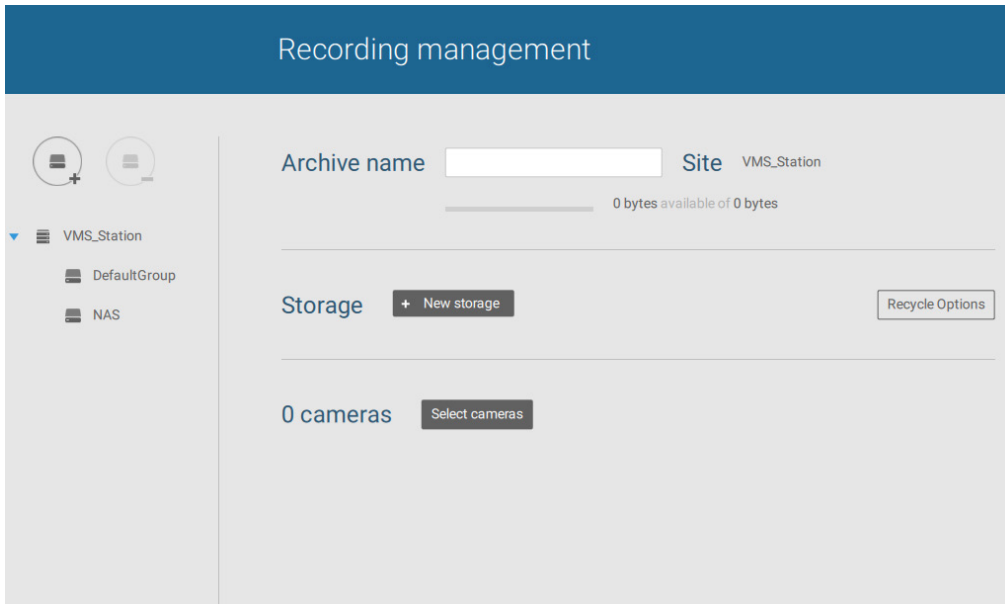 Recording management
Archive name
Site VMS_Station
0 bytes available of 0 bytes
VMS_Station
DefaultGroup
NAS
Storage
+ New storage
Recycle Options
0 cameras
Select cameras